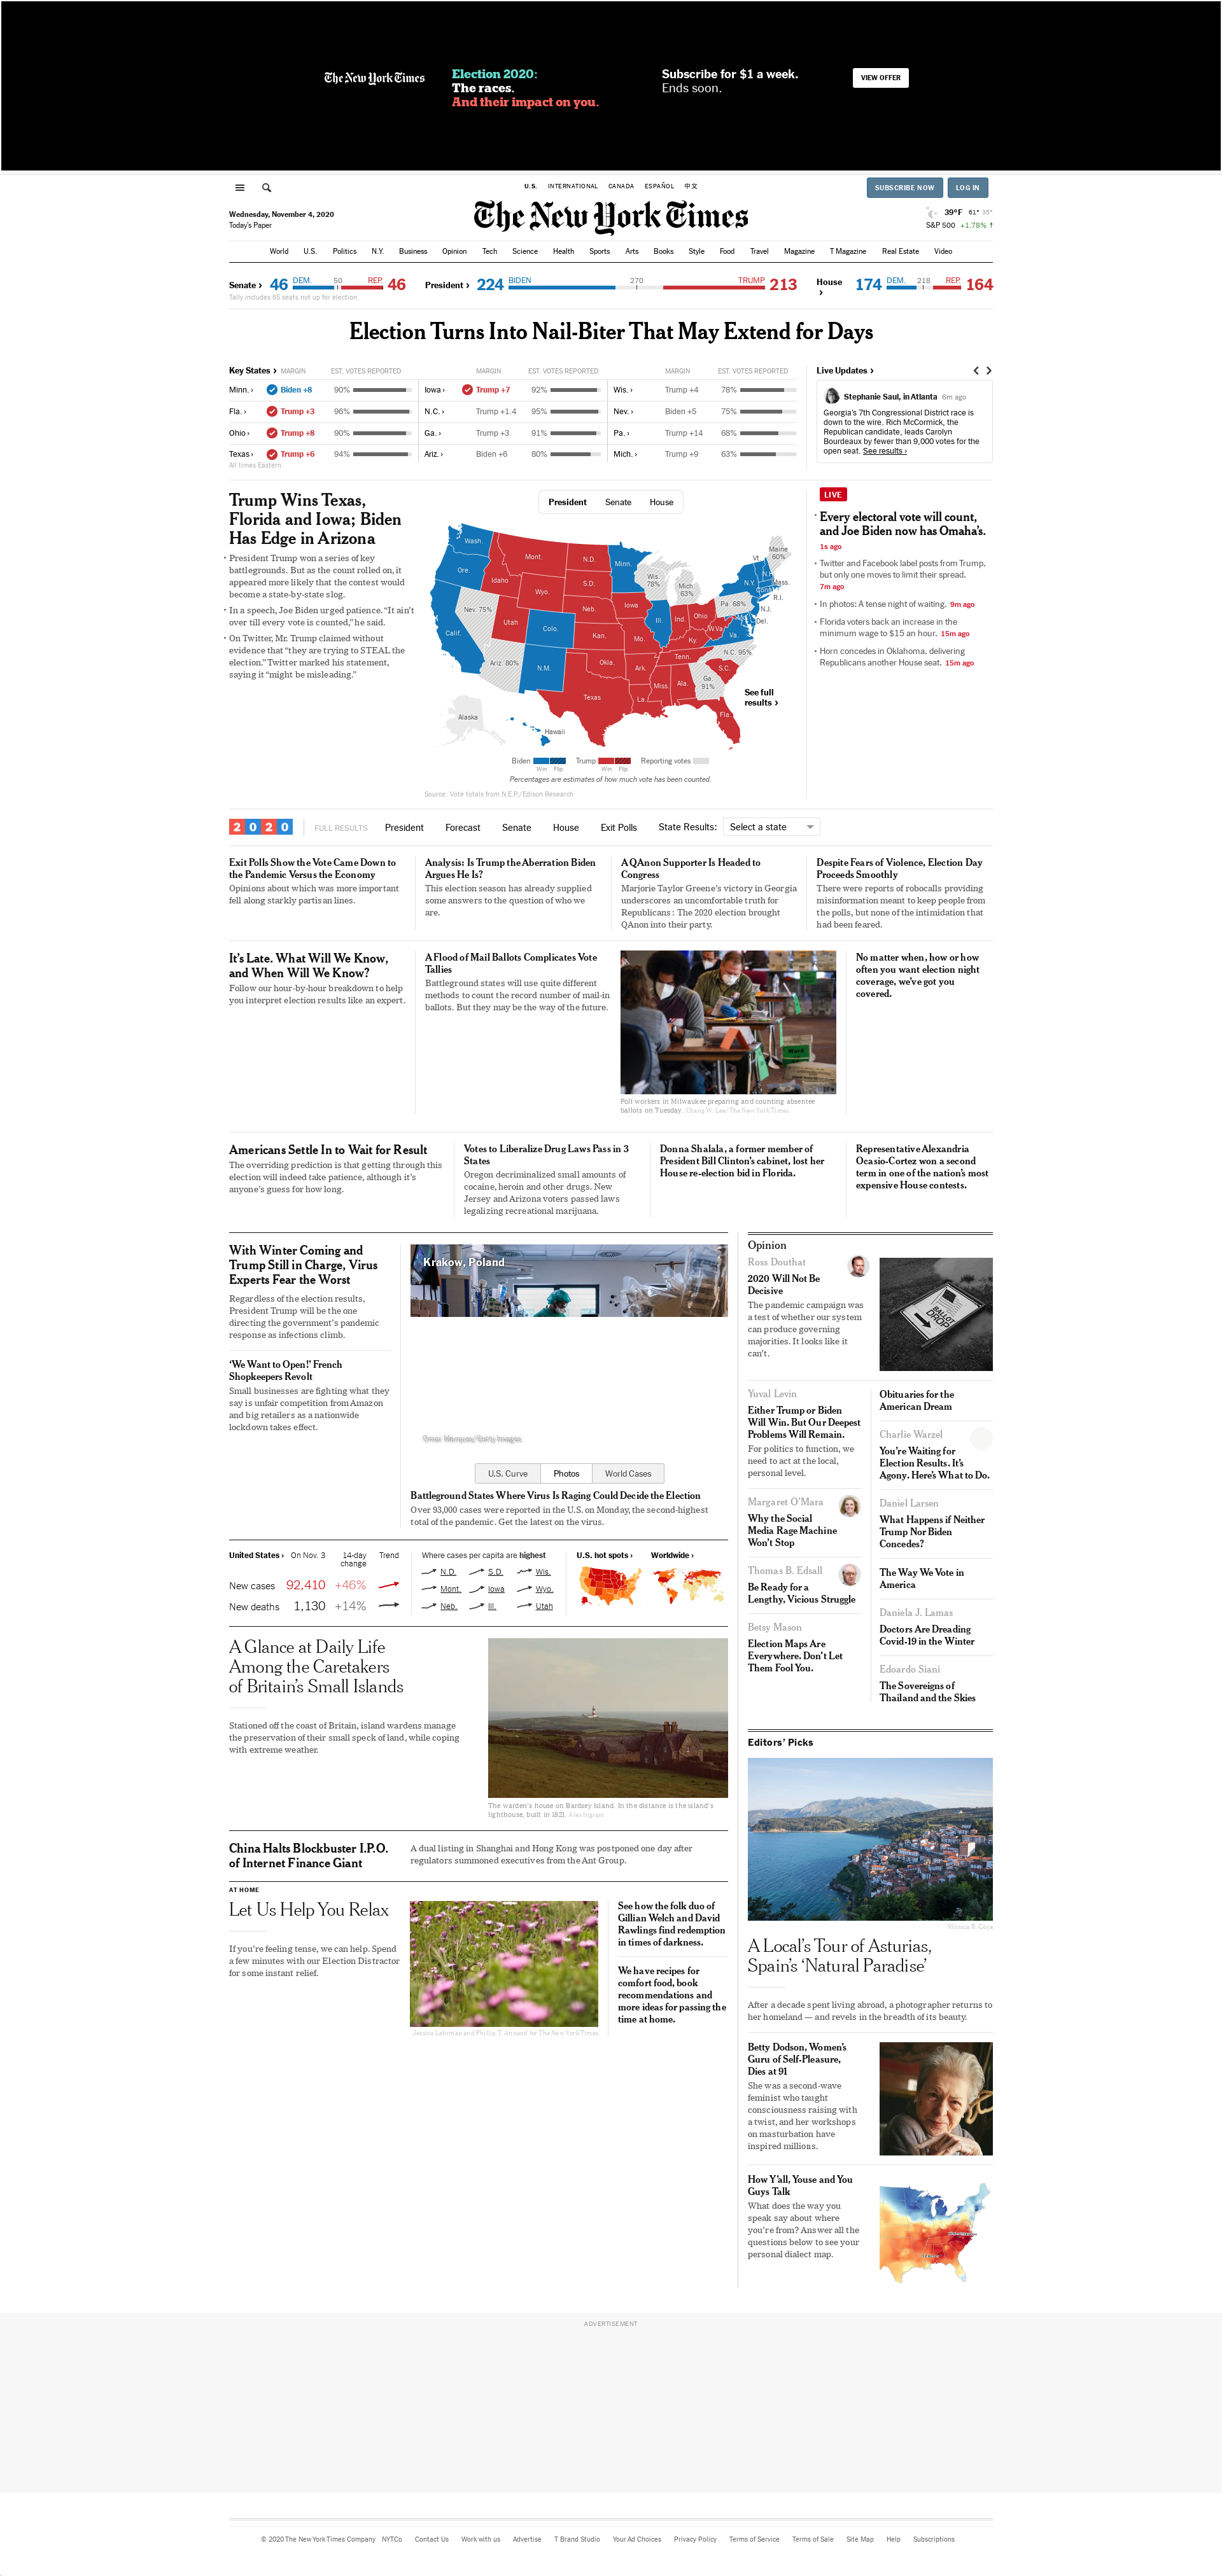 The New York Times
Election 2020:
The races.
And their impact on you.
Subscribe for $1 a week.
Ends soon.
VIEW OFFER
U.S. INTERNATIONAL CANADA ESPAÑOL 中文
SUBSCRIBE NOW LOG IN
Wednesday, November 4, 2020
Today's Paper
The New York Times
39°F 61° 35°
S&P 500 +1.78% ↑
World U.S. Politics N.Y. Business Opinion Tech Science Health Sports Arts Books Style Food Travel Magazine T Magazine Real Estate Video
Senate › 46 DEM. 50 REP. 46
Tally includes 65 seats not up for election.
President › 224 BIDEN 270 TRUMP 213
House › 174 DEM. 218 REP. 164
Election Turns Into Nail-Biter That May Extend for Days
Key States › MARGIN EST. VOTES REPORTED MARGIN EST. VOTES REPORTED MARGIN EST. VOTES REPORTED
Minn. › Biden +8 90% Iowa › Trump +7 92% Wis. › Trump +4 78%
Fla. › Trump +3 96% N.C. › Trump +1.4 95% Nev. › Biden +5 75%
Ohio › Trump +8 90% Ga. › Trump +3 91% Pa. › Trump +14 68%
Texas › Trump +6 94% Ariz. › Biden +6 80% Mich. › Trump +9 63%
All times Eastern
Live Updates ›
Stephanie Saul, in Atlanta 6m ago
Georgia's 7th Congressional District race is
down to the wire. Rich McCormick, the
Republican candidate, leads Carolyn
Bourdeaux by fewer than 9,000 votes for the
open seat. See results ›
Trump Wins Texas,
Florida and Iowa; Biden
Has Edge in Arizona
• President Trump won a series of key
battlegrounds. But as the count rolled on, it
appeared more likely that the contest would
become a state-by-state slog.
• In a speech, Joe Biden urged patience. “It ain't
over till every vote is counted,” he said.
• On Twitter, Mr. Trump claimed without
evidence that “they are trying to STEAL the
election.” Twitter marked his statement,
saying it “might be misleading.”
President Senate House
Wash.
Ore.
Calif.
Nev. 75%
Idaho
Mont.
Wyo.
Utah
Ariz. 80%
Colo.
N.M.
N.D.
S.D.
Neb.
Kan.
Okla.
Texas
Minn.
Iowa
Mo.
Ark.
La.
Wis.
78%
Ill.
Mich.
63%
Ind.
Ohio
Ky.
Tenn.
Miss.
Ala.
Ga.
91%
Fla.
S.C.
N.C. 95%
Va.
W.Va.
Pa. 68%
N.Y.
Vt.
N.H.
Maine
60%
Mass.
Conn.
R.I.
N.J.
Del.
Alaska
Hawaii
See full
results ›
Biden Trump Reporting votes
Win Flip Win Flip
Percentages are estimates of how much vote has been counted.
Source: Vote totals from N.E.P./Edison Research
LIVE
• Every electoral vote will count,
and Joe Biden now has Omaha's.
1s ago
• Twitter and Facebook label posts from Trump,
but only one moves to limit their spread.
7m ago
• In photos: A tense night of waiting. 9m ago
• Florida voters back an increase in the
minimum wage to $15 an hour. 15m ago
• Horn concedes in Oklahoma, delivering
Republicans another House seat. 15m ago
2020 FULL RESULTS President Forecast Senate House Exit Polls State Results: Select a state
Exit Polls Show the Vote Came Down to
the Pandemic Versus the Economy
Opinions about which was more important
fell along starkly partisan lines.
Analysis: Is Trump the Aberration Biden
Argues He Is?
This election season has already supplied
some answers to the question of who we
are.
A QAnon Supporter Is Headed to
Congress
Marjorie Taylor Greene's victory in Georgia
underscores an uncomfortable truth for
Republicans: The 2020 election brought
QAnon into their party.
Despite Fears of Violence, Election Day
Proceeds Smoothly
There were reports of robocalls providing
misinformation meant to keep people from
the polls, but none of the intimidation that
had been feared.
It's Late. What Will We Know,
and When Will We Know?
Follow our hour-by-hour breakdown to help
you interpret election results like an expert.
A Flood of Mail Ballots Complicates Vote
Tallies
Battleground states will use quite different
methods to count the record number of mail-in
ballots. But they may be the way of the future.
Word
Poll workers in Milwaukee preparing and counting absentee
ballots on Tuesday. Chang W. Lee/The New York Times
No matter when, how or how
often you want election night
coverage, we've got you
covered.
Americans Settle In to Wait for Result
The overriding prediction is that getting through this
election will indeed take patience, although it's
anyone's guess for how long.
Votes to Liberalize Drug Laws Pass in 3
States
Oregon decriminalized small amounts of
cocaine, heroin and other drugs. New
Jersey and Arizona voters passed laws
legalizing recreational marijuana.
Donna Shalala, a former member of
President Bill Clinton's cabinet, lost her
House re-election bid in Florida.
Representative Alexandria
Ocasio-Cortez won a second
term in one of the nation's most
expensive House contests.
With Winter Coming and
Trump Still in Charge, Virus
Experts Fear the Worst
Regardless of the election results,
President Trump will be the one
directing the government's pandemic
response as infections climb.
‘We Want to Open!’ French
Shopkeepers Revolt
Small businesses are fighting what they
say is unfair competition from Amazon
and big retailers as a nationwide
lockdown takes effect.
Krakow, Poland
Omar Marques/Getty Images
U.S. Curve Photos World Cases
Battleground States Where Virus Is Raging Could Decide the Election
Over 93,000 cases were reported in the U.S. on Monday, the second-highest
total of the pandemic. Get the latest on the virus.
United States › On Nov. 3 14-day
change Trend
New cases 92,410 +46%
New deaths 1,130 +14%
Where cases per capita are highest
N.D. S.D. Wis.
Mont. Iowa Wyo.
Neb. Ill. Utah
U.S. hot spots › Worldwide ›
A Glance at Daily Life
Among the Caretakers
of Britain's Small Islands
Stationed off the coast of Britain, island wardens manage
the preservation of their small speck of land, while coping
with extreme weather.
The warden's house on Bardsey Island. In the distance is the island's
lighthouse, built in 1821. Alex Ingram
China Halts Blockbuster I.P.O.
of Internet Finance Giant
A dual listing in Shanghai and Hong Kong was postponed one day after
regulators summoned executives from the Ant Group.
AT HOME
Let Us Help You Relax
If you're feeling tense, we can help. Spend
a few minutes with our Election Distractor
for some instant relief.
Jessica Lehrman and Phillip T. Annand for The New York Times
See how the folk duo of
Gillian Welch and David
Rawlings find redemption
in times of darkness.
We have recipes for
comfort food, book
recommendations and
more ideas for passing the
time at home.
Opinion
Ross Douthat
2020 Will Not Be
Decisive
The pandemic campaign was
a test of whether our system
can produce governing
majorities. It looks like it
can't.
BALLOT
DROP
Yuval Levin
Either Trump or Biden
Will Win. But Our Deepest
Problems Will Remain.
For politics to function, we
need to act at the local,
personal level.
Margaret O'Mara
Why the Social
Media Rage Machine
Won't Stop
Thomas B. Edsall
Be Ready for a
Lengthy, Vicious Struggle
Betsy Mason
Election Maps Are
Everywhere. Don't Let
Them Fool You.
Obituaries for the
American Dream
Charlie Warzel
You're Waiting for
Election Results. It's
Agony. Here's What to Do.
Daniel Larsen
What Happens if Neither
Trump Nor Biden
Concedes?
The Way We Vote in
America
Daniela J. Lamas
Doctors Are Dreading
Covid-19 in the Winter
Edoardo Siani
The Sovereigns of
Thailand and the Skies
Editors' Picks
Mónica R. Goya
A Local's Tour of Asturias,
Spain's ‘Natural Paradise’
After a decade spent living abroad, a photographer returns to
her homeland — and revels in the breadth of its beauty.
Betty Dodson, Women's
Guru of Self-Pleasure,
Dies at 91
She was a second-wave
feminist who taught
consciousness raising with
a twist, and her workshops
on masturbation have
inspired millions.
How Y'all, Youse and You
Guys Talk
What does the way you
speak say about where
you're from? Answer all the
questions below to see your
personal dialect map.
ADVERTISEMENT
© 2020 The New York Times Company NYTCo Contact Us Work with us Advertise T Brand Studio Your Ad Choices Privacy Policy Terms of Service Terms of Sale Site Map Help Subscriptions